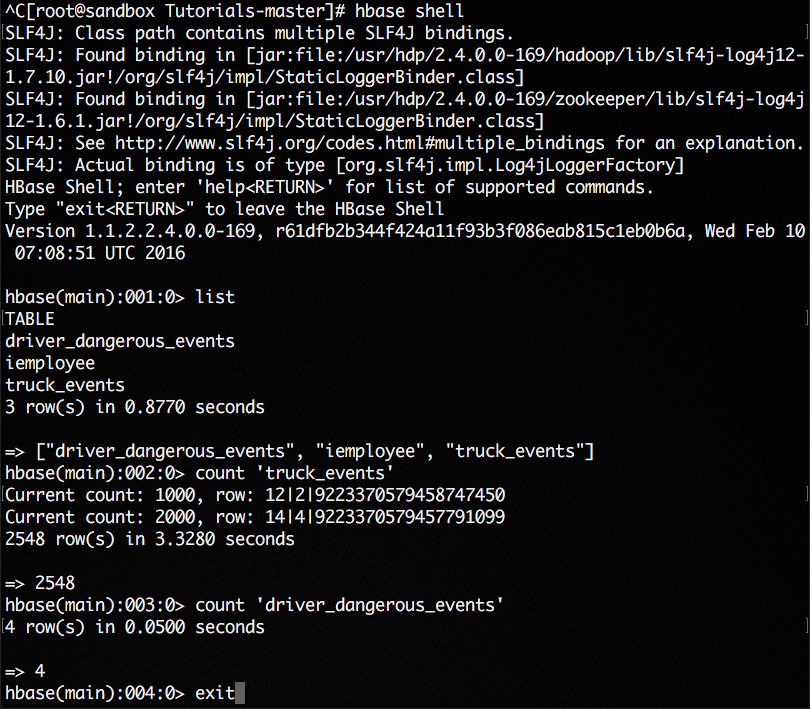 ^C[root@sandbox Tutorials-master]# hbase shell
SLF4J: Class path contains multiple SLF4J bindings.
SLF4J: Found binding in [jar:file:/usr/hdp/2.4.0.0-169/hadoop/lib/slf4j-log4j12-
1.7.10.jar!/org/slf4j/impl/StaticLoggerBinder.class]
SLF4J: Found binding in [jar:file:/usr/hdp/2.4.0.0-169/zookeeper/lib/slf4j-log4j
12-1.6.1.jar!/org/slf4j/impl/StaticLoggerBinder.class]
SLF4J: See http://www.slf4j.org/codes.html#multiple_bindings for an explanation.
SLF4J: Actual binding is of type [org.slf4j.impl.Log4jLoggerFactory]
HBase Shell; enter 'help<RETURN>' for list of supported commands.
Type "exit<RETURN>" to leave the HBase Shell
Version 1.1.2.2.4.0.0-169, r61dfb2b344f424a11f93b3f086eab815c1eb0b6a, Wed Feb 10
 07:08:51 UTC 2016

hbase(main):001:0> list
TABLE
driver_dangerous_events
iemployee
truck_events
3 row(s) in 0.8770 seconds

=> ["driver_dangerous_events", "iemployee", "truck_events"]
hbase(main):002:0> count 'truck_events'
Current count: 1000, row: 12|2|9223370579458747450
Current count: 2000, row: 14|4|9223370579457791099
2548 row(s) in 3.3280 seconds

=> 2548
hbase(main):003:0> count 'driver_dangerous_events'
4 row(s) in 0.0500 seconds

=> 4
hbase(main):004:0> exit